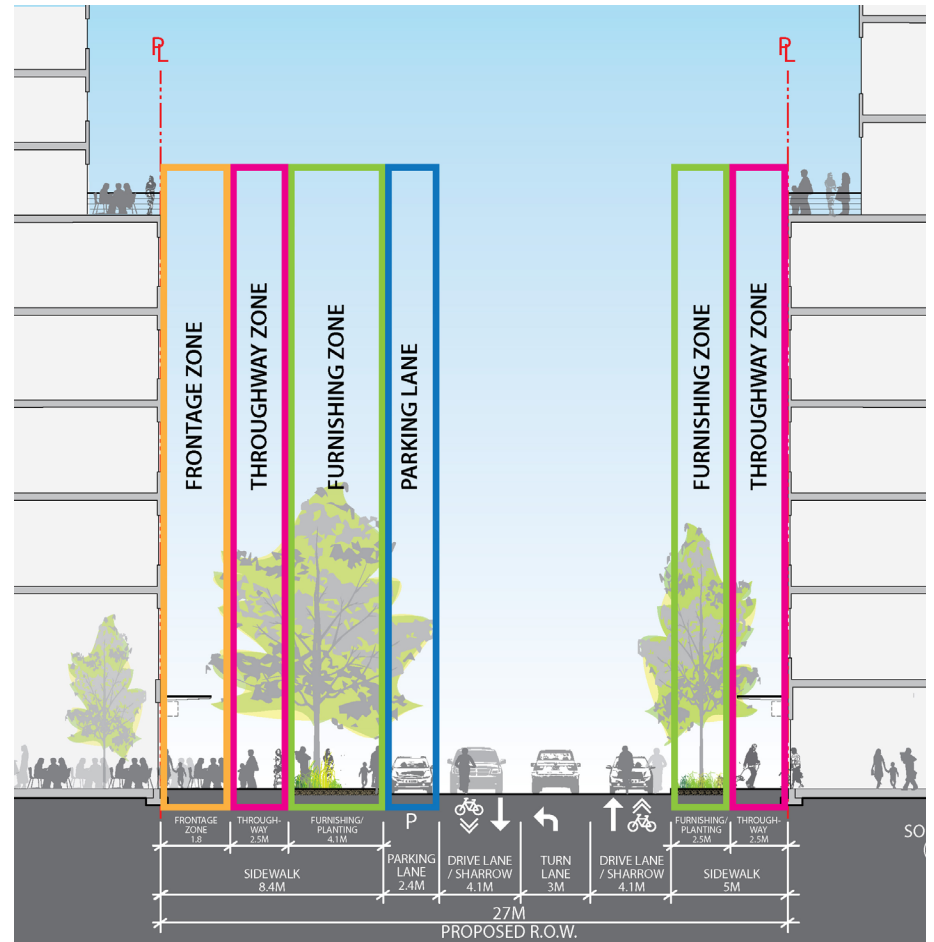 PL
PL
FRONTAGE ZONE
THROUGHWAY ZONE
FURNISHING ZONE
PARKING LANE
FURNISHING ZONE
THROUGHWAY ZONE
FRONTAGE
ZONE
1.8
THROUGH-
WAY
2.5M
FURNISHING/
PLANTING
4.1M
P
FURNISHING/
PLANTING
2.5M
THROUGH-
WAY
2.5M
SO
(
SIDEWALK
8.4M
PARKING
LANE
2.4M
DRIVE LANE
/ SHARROW
4.1M
TURN
LANE
3M
DRIVE LANE
/ SHARROW
4.1M
SIDEWALK
5M
27M
PROPOSED R.O.W.